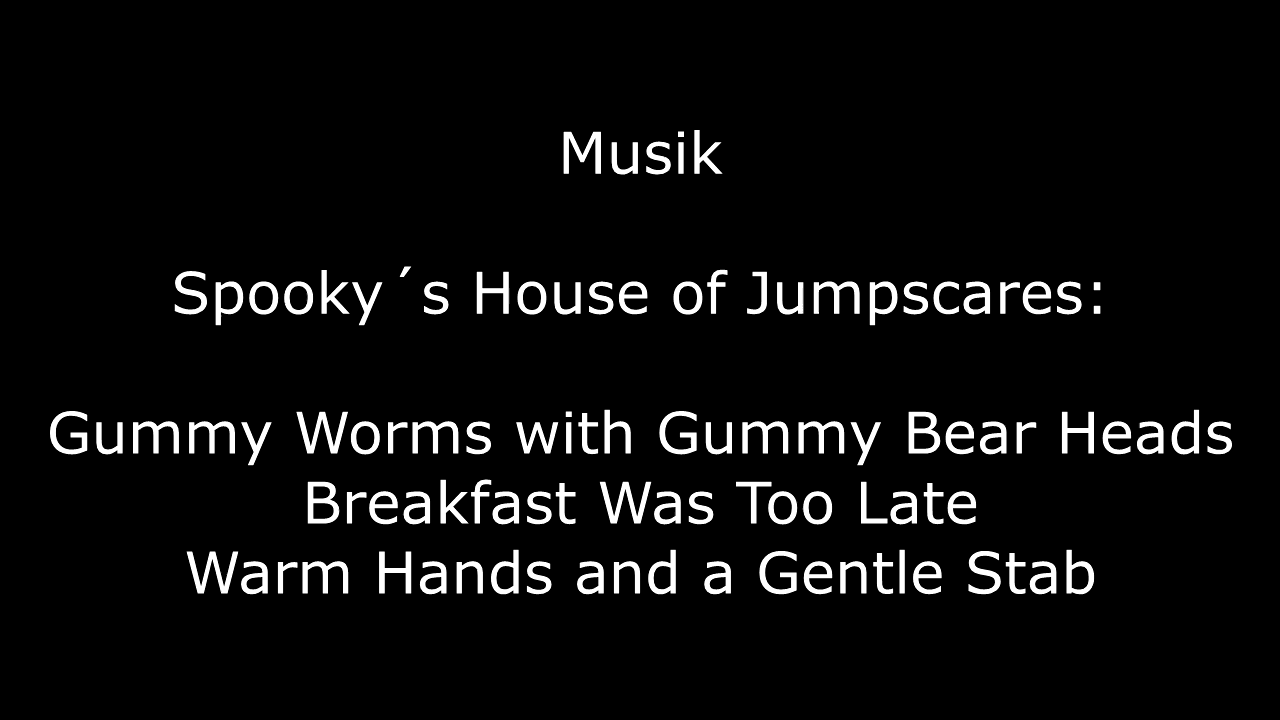 Musik
Spooky´s House of Jumpscares:
Gummy Worms with Gummy Bear Heads
Breakfast Was Too Late
Warm Hands and a Gentle Stab